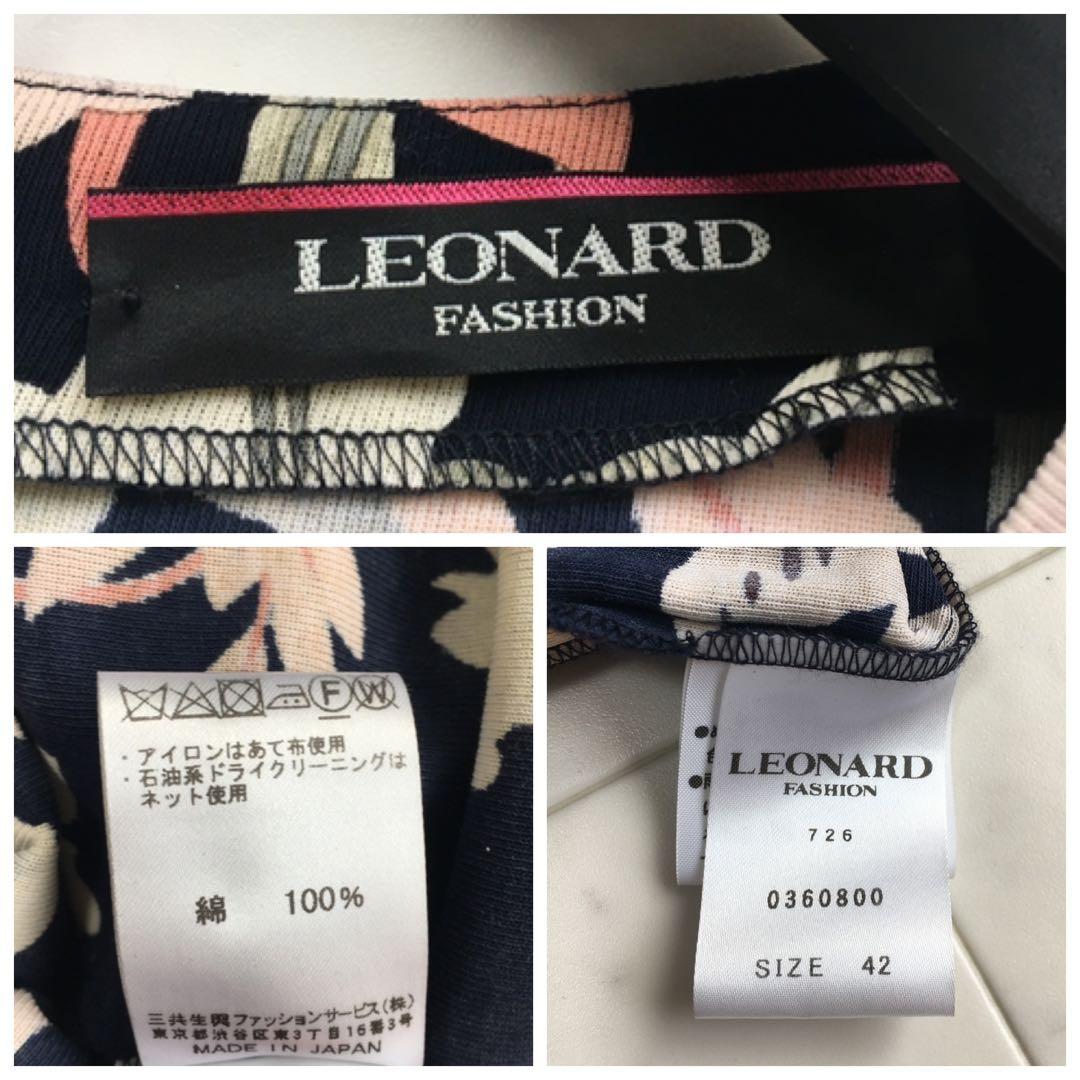 LEONARD
FASHION
F W
・アイロンはあて布使用
・石油系ドライクリーニングは
ネット使用
綿 100%
三共生興ファッションサービス(株)
東京都渋谷区東3丁目16番3号
MADE IN JAPAN
LEONARD
FASHION
726
0360800
SIZE 42